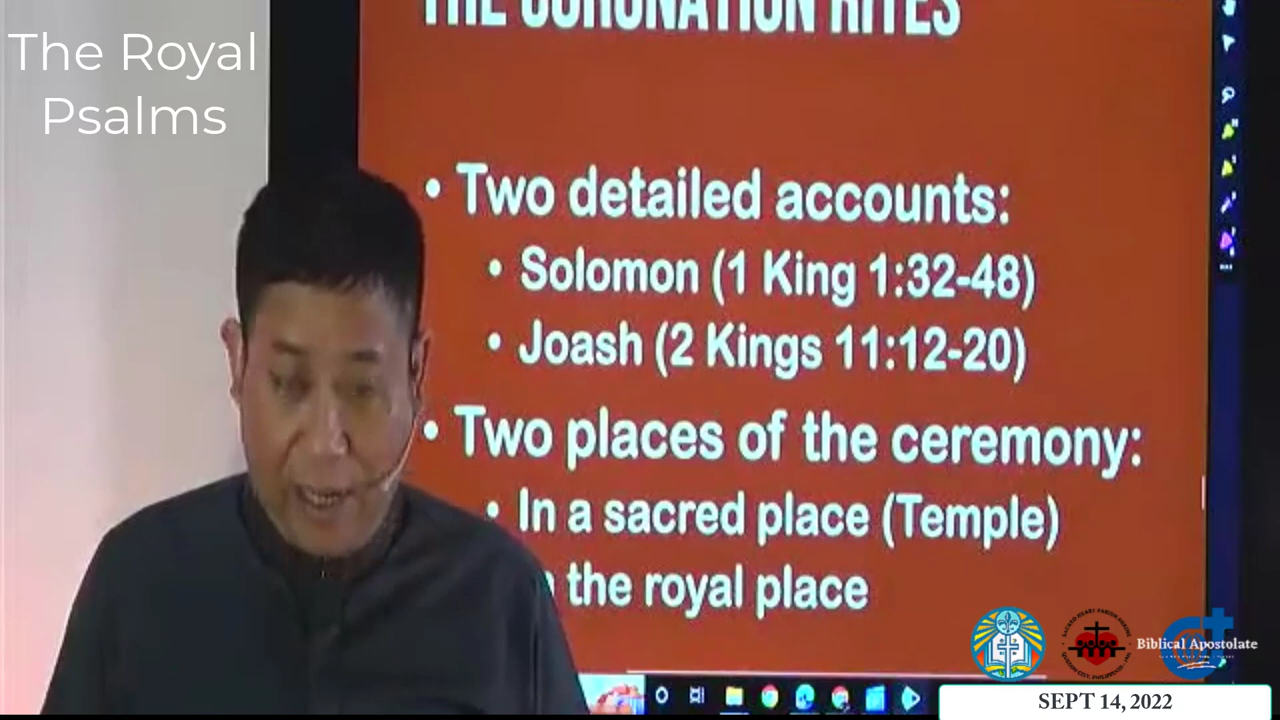 The Royal
Psalms
THE CORONATION RITES
• Two detailed accounts:
• Solomon (1 King 1:32-48)
• Joash (2 Kings 11:12-20)
• Two places of the ceremony:
• In a sacred place (Temple)
the royal place
Biblical Apostolate
SEPT 14, 2022